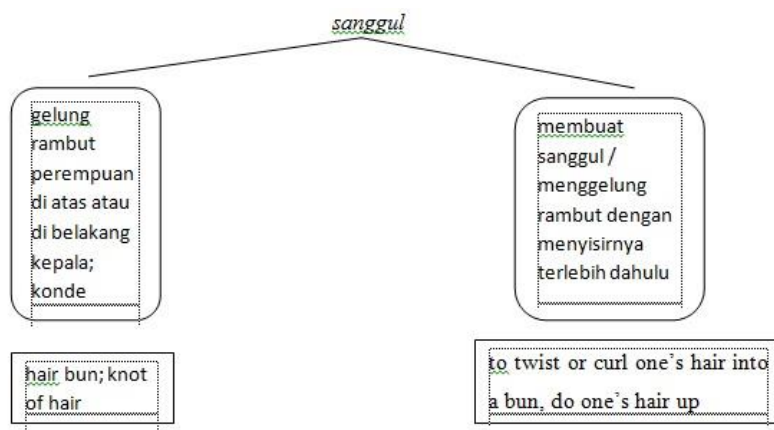 sanggul
gelung
rambut
perempuan
di atas atau
di belakang
kepala;
konde
membuat
sanggul /
menggelung
rambut dengan
menyisirnya
terlebih dahulu
hair bun; knot
of hair
to twist or curl one's hair into
a bun, do one's hair up